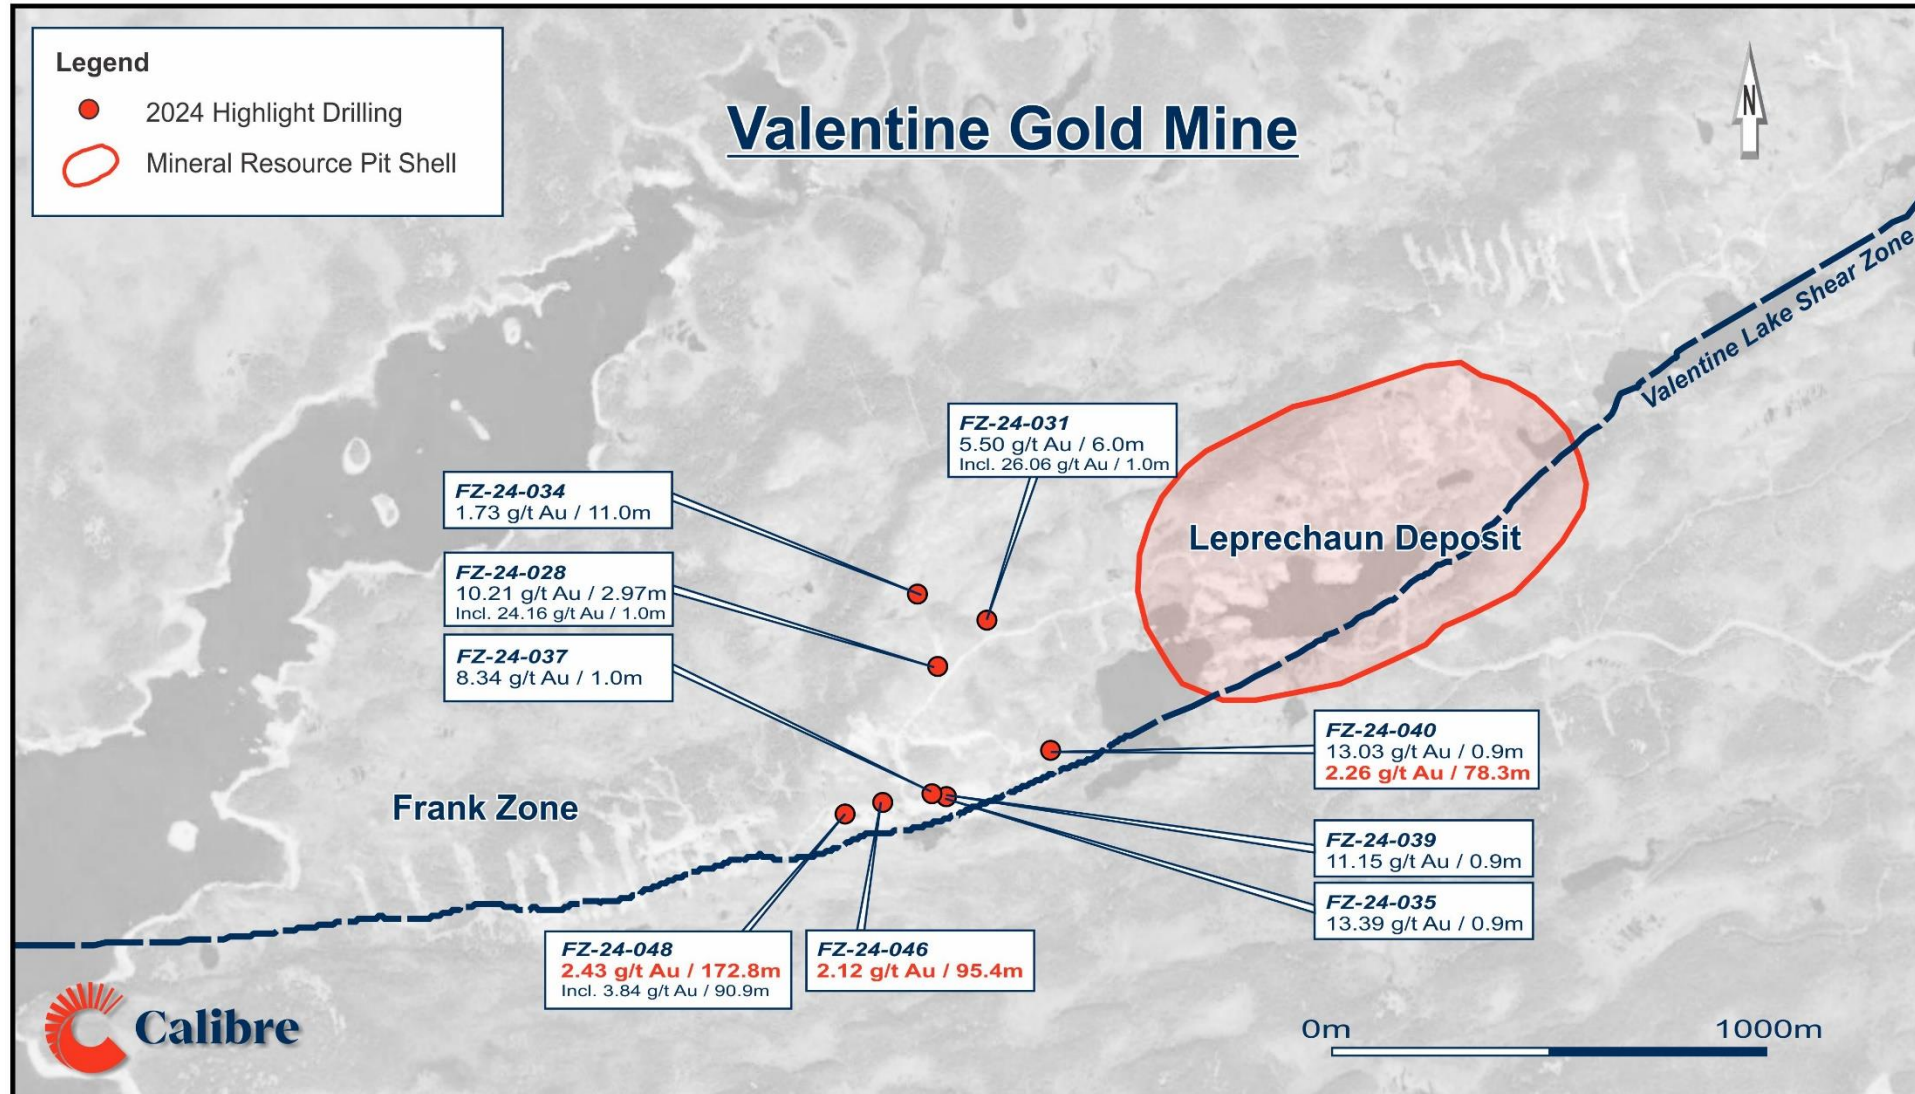 Legend
2024 Highlight Drilling
Mineral Resource Pit Shell
Valentine Gold Mine
N
Valentine Lake Shear Zone
FZ-24-031
5.50 g/t Au / 6.0m
Incl. 26.06 g/t Au / 1.0m
FZ-24-034
1.73 g/t Au / 11.0m
Leprechaun Deposit
FZ-24-028
10.21 g/t Au / 2.97m
Incl. 24.16 g/t Au / 1.0m
FZ-24-037
8.34 g/t Au / 1.0m
FZ-24-040
13.03 g/t Au / 0.9m
2.26 g/t Au / 78.3m
Frank Zone
FZ-24-039
11.15 g/t Au / 0.9m
FZ-24-035
13.39 g/t Au / 0.9m
FZ-24-048
2.43 g/t Au / 172.8m
Incl. 3.84 g/t Au / 90.9m
FZ-24-046
2.12 g/t Au / 95.4m
Calibre
0m 1000m